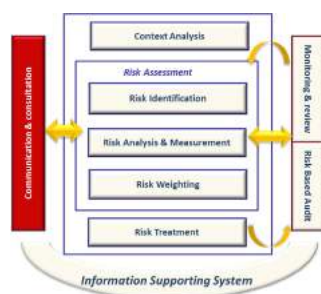 Context Analysis
Risk Assessment
Risk Identification
Risk Analysis & Measurement
Risk Weighting
Risk Treatment
Communication & consultation
Monitoring & review
Risk Based Audit
Information Supporting System